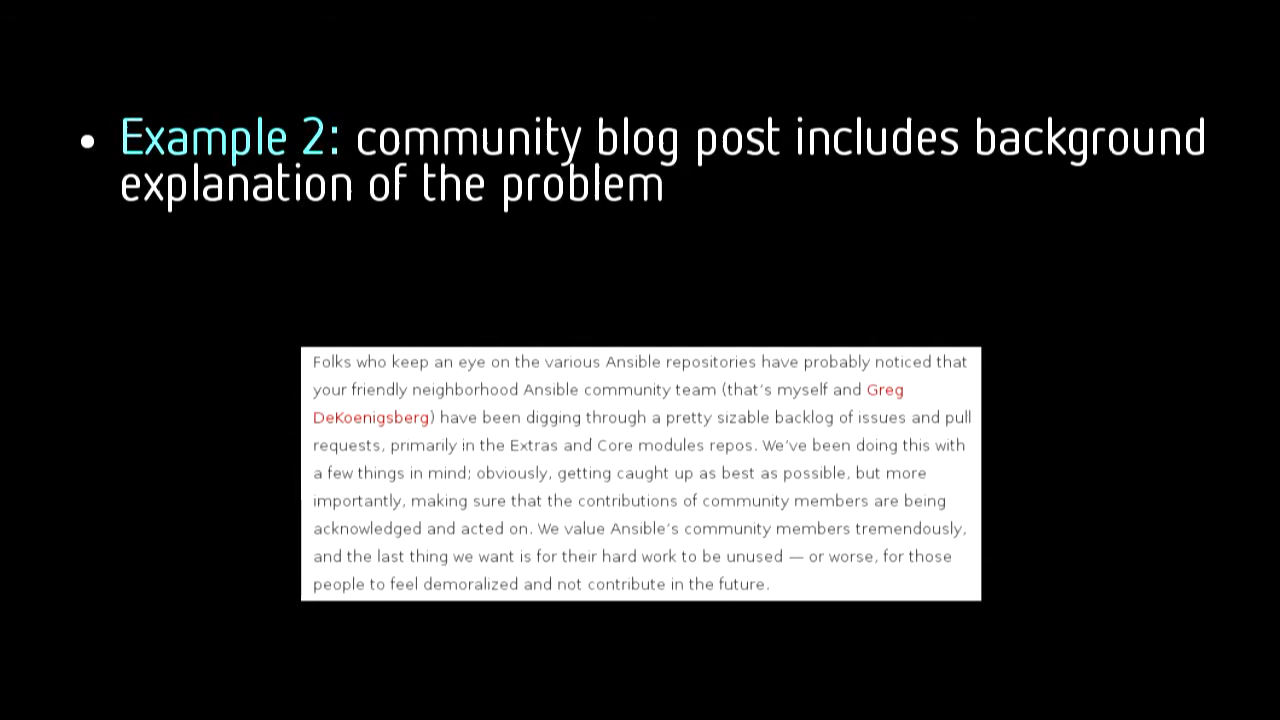 • Example 2: community blog post includes background
explanation of the problem
Folks who keep an eye on the various Ansible repositories have probably noticed that
your friendly neighborhood Ansible community team (that's myself and Greg
DeKoenigsberg) have been digging through a pretty sizable backlog of issues and pull
requests, primarily in the Extras and Core modules repos. We've been doing this with
a few things in mind; obviously, getting caught up as best as possible, but more
importantly, making sure that the contributions of community members are being
acknowledged and acted on. We value Ansible's community members tremendously,
and the last thing we want is for their hard work to be unused — or worse, for those
people to feel demoralized and not contribute in the future.